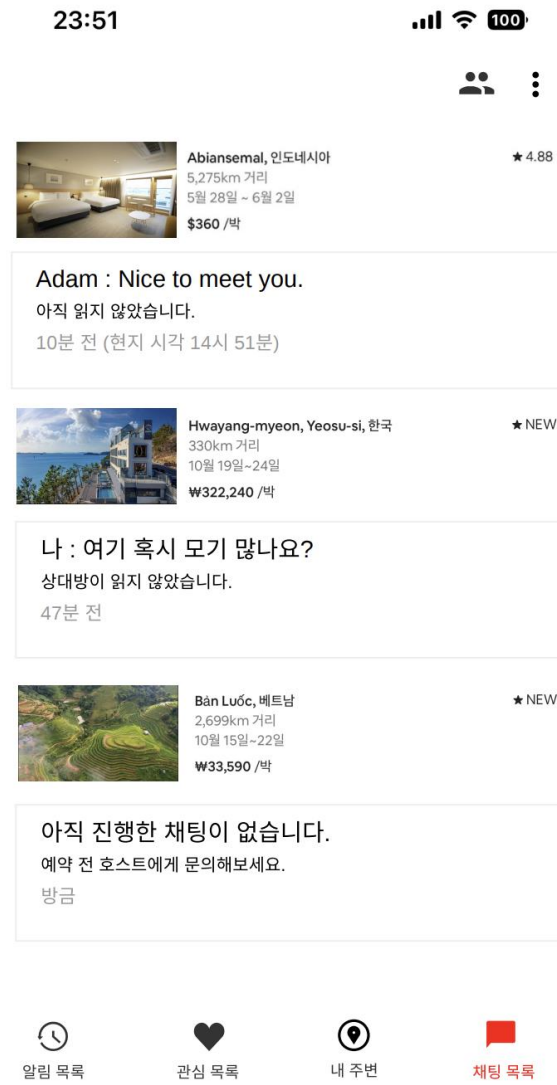 23:51
100
Abiansemal, 인도네시아
★ 4.88
5,275km 거리
5월 28일 ~ 6월 2일
$360 /박
Adam : Nice to meet you.
아직 읽지 않았습니다.
10분 전 (현지 시각 14시 51분)
Hwayang-myeon, Yeosu-si, 한국
★ NEW
330km 거리
10월 19일~24일
₩322,240 /박
나 : 여기 혹시 모기 많나요?
상대방이 읽지 않았습니다.
47분 전
Bản Luốc, 베트남
★ NEW
2,699km 거리
10월 15일~22일
₩33,590 /박
아직 진행한 채팅이 없습니다.
예약 전 호스트에게 문의해보세요.
방금
알림 목록
관심 목록
내 주변
채팅 목록